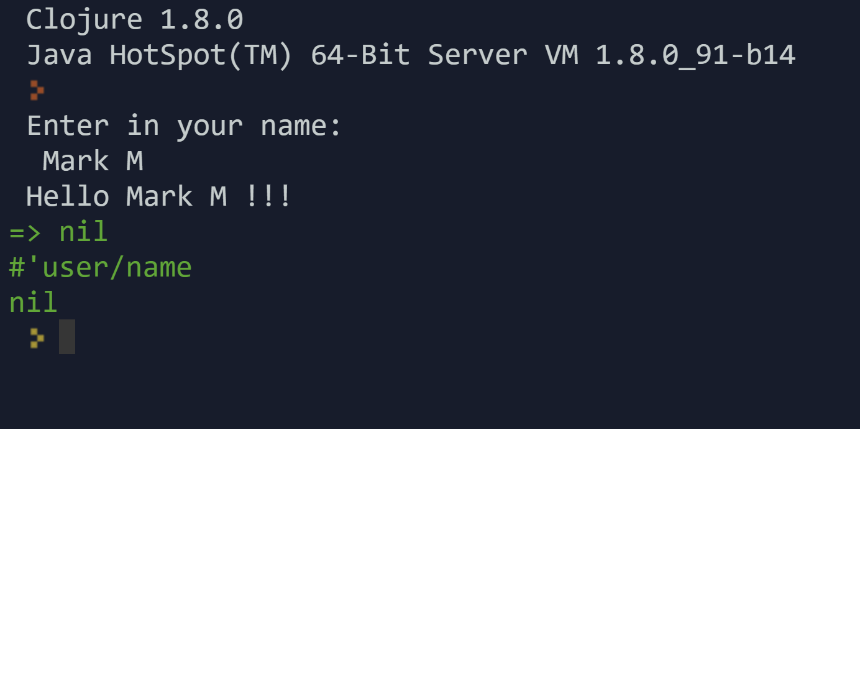 Clojure 1.8.0
Java HotSpot(TM) 64-Bit Server VM 1.8.0_91-b14
>
Enter in your name:
Mark M
Hello Mark M !!!
=> nil
#'user/name
nil
>